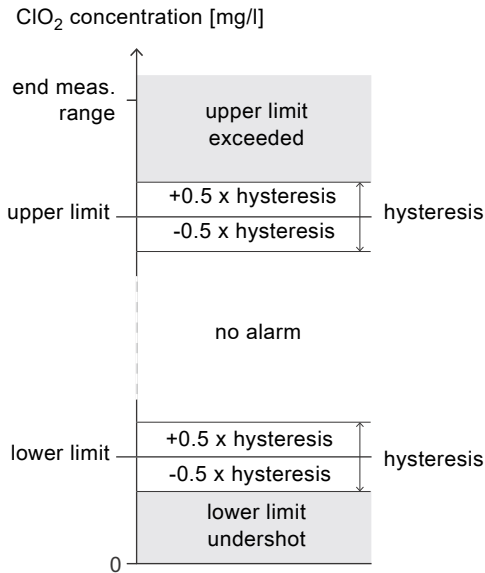 ClO₂ concentration [mg/l]
end meas.
range
upper limit
exceeded
+0.5 x hysteresis
upper limit
hysteresis
-0.5 x hysteresis
no alarm
+0.5 x hysteresis
lower limit
hysteresis
-0.5 x hysteresis
lower limit
undershot
0